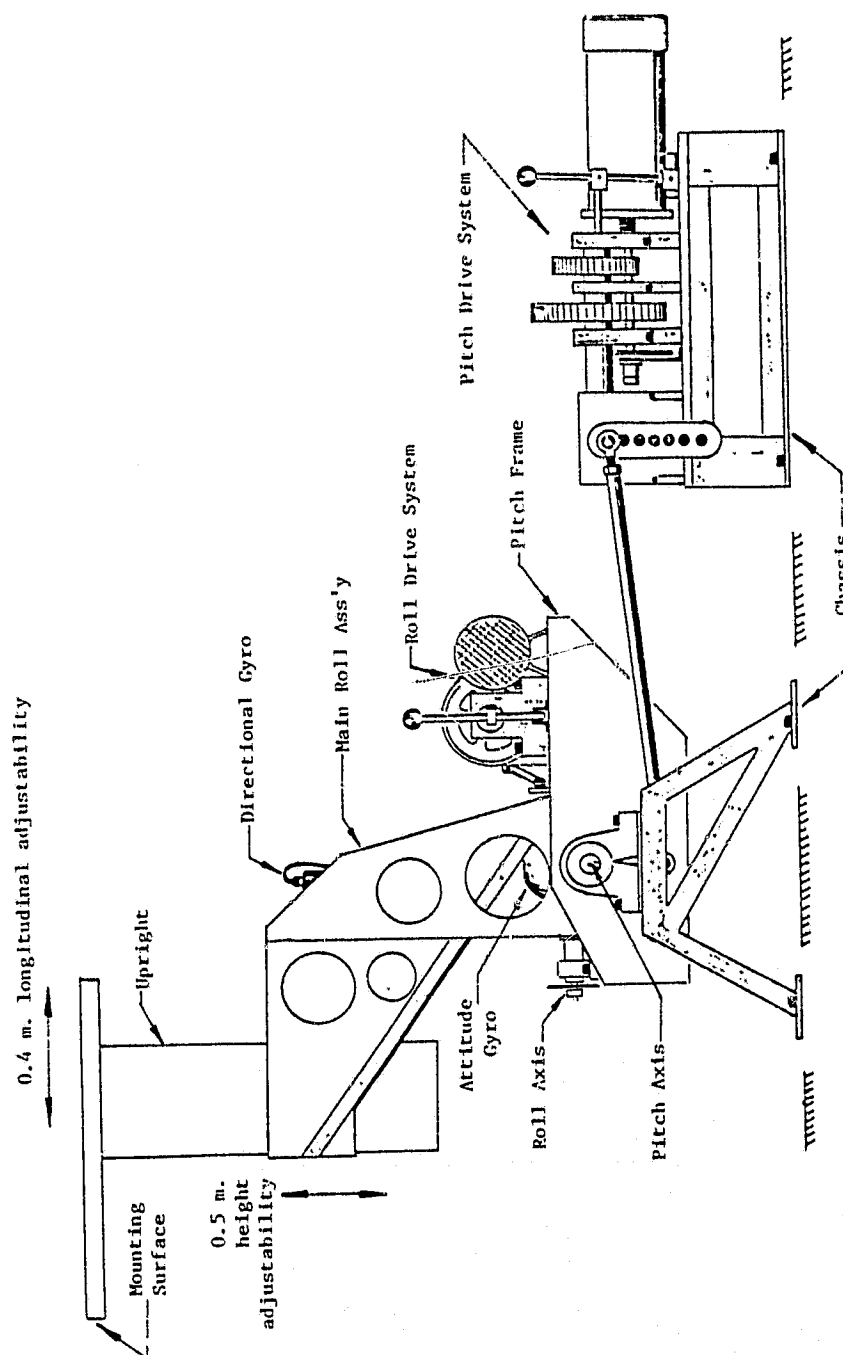 0.4 m. longitudinal adjustability
Mounting
Surface
Upright
0.5 m.
height
adjustability
Directional Gyro
Main Roll Ass'y
Roll Drive System
Pitch Frame
Pitch Drive System
Attitude
Gyro
Roll Axis
Pitch Axis
Chassis